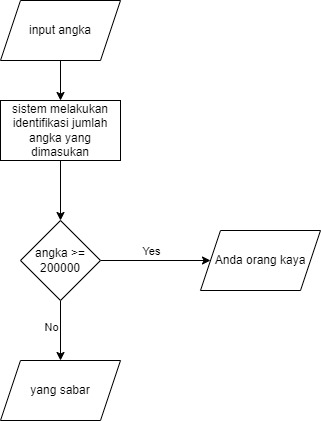 input angka
sistem melakukan
identifikasi jumlah
angka yang
dimasukan
angka >=
200000
Yes
Anda orang kaya
No
yang sabar